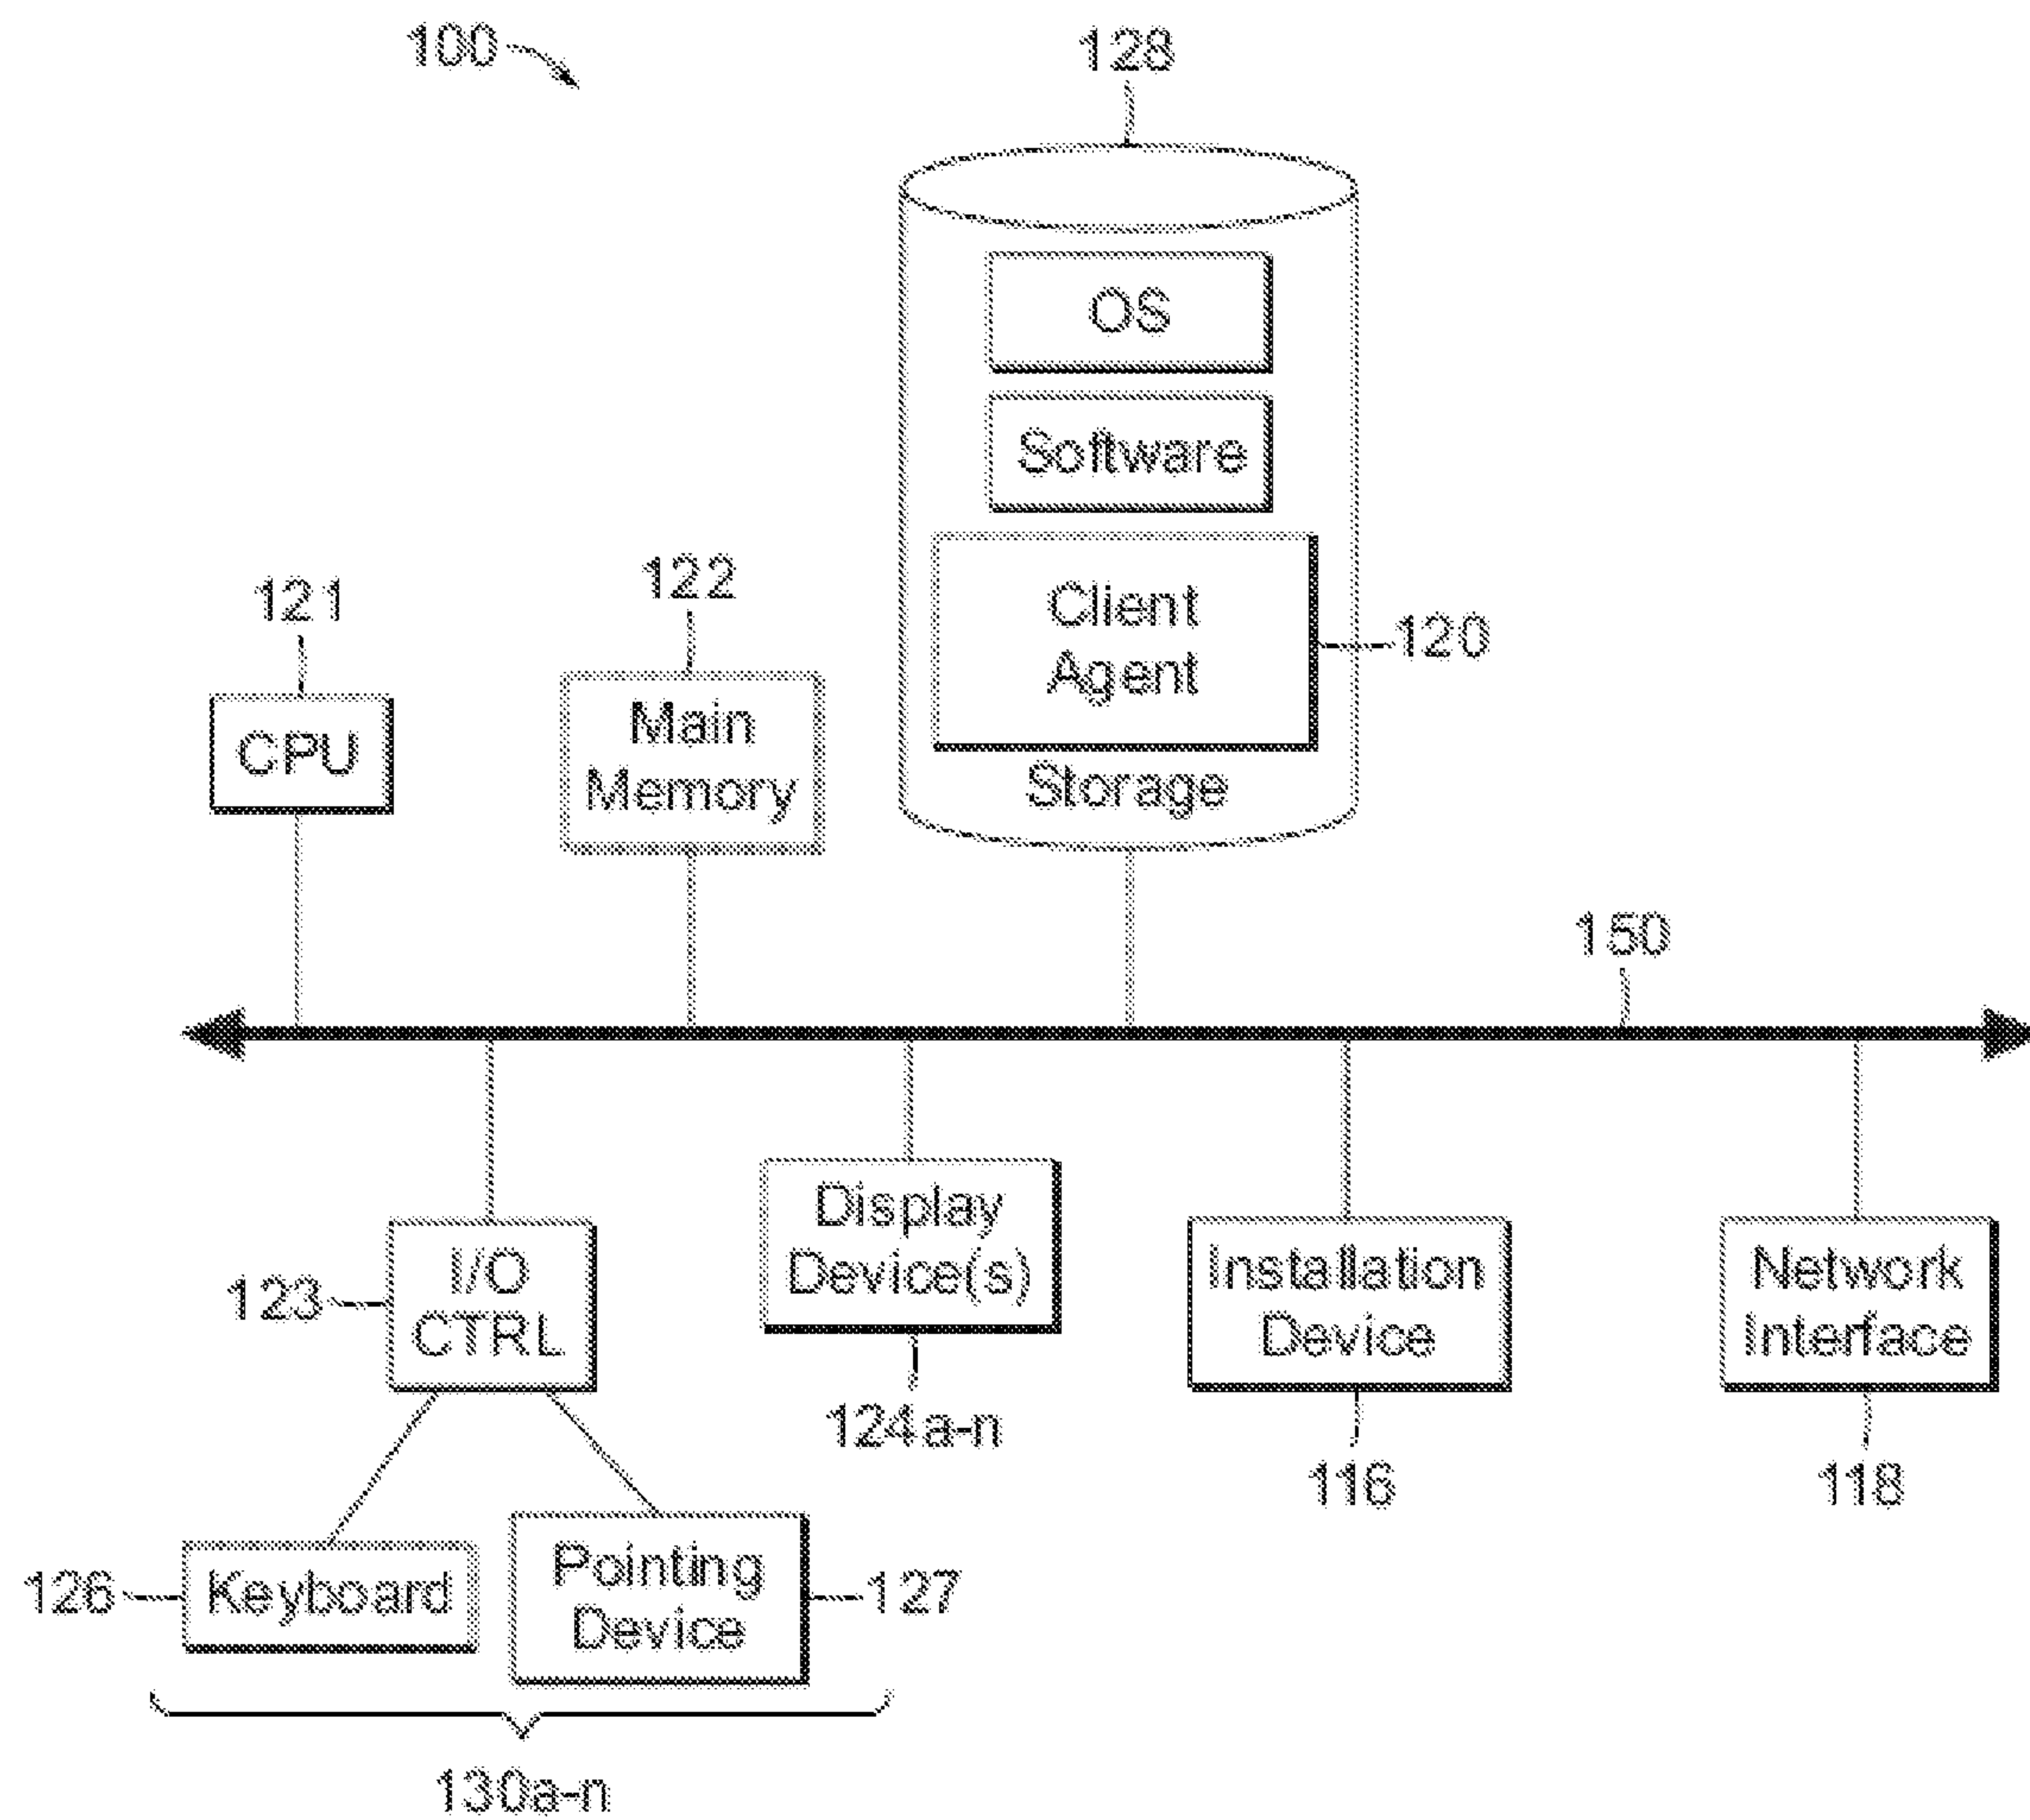 100
128
OS
Software
Client
Agent
120
Storage
121
CPU
122
Main
Memory
150
I/O
CTRL
123
Display
Device(s)
124a-n
Installation
Device
116
Network
Interface
118
126
Keyboard
Pointing
Device
127
130a-n